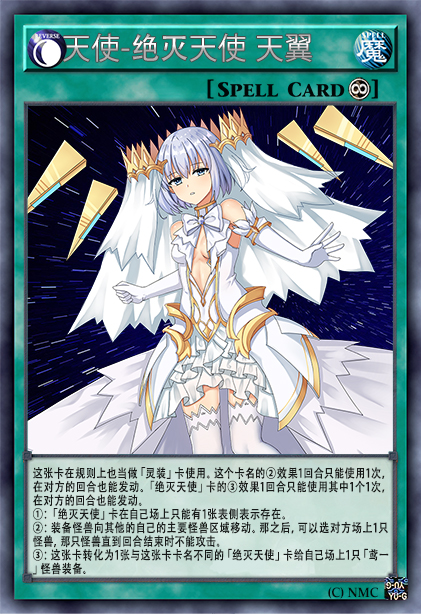 REVERSE
天使-绝灭天使 天翼
SPELL
魔
[SPELL CARD∞]
这张卡在规则上也当做「灵装」卡使用。这个卡名的②效果1回合只能使用1次,
在对方的回合也能发动。「绝灭天使」卡的③效果1回合只能使用其中1个1次,
在对方的回合也能发动。
①:「绝灭天使」卡在自己场上只能有1张表侧表示存在。
②: 装备怪兽向其他的自己的主要怪兽区域移动。那之后, 可以选对方场上1只
怪兽, 那只怪兽直到回合结束时不能攻击。
③: 这张卡转化为1张与这张卡卡名不同的「绝灭天使」卡给自己场上1只「鸢一」
怪兽装备。
(C) NMC
YU-G